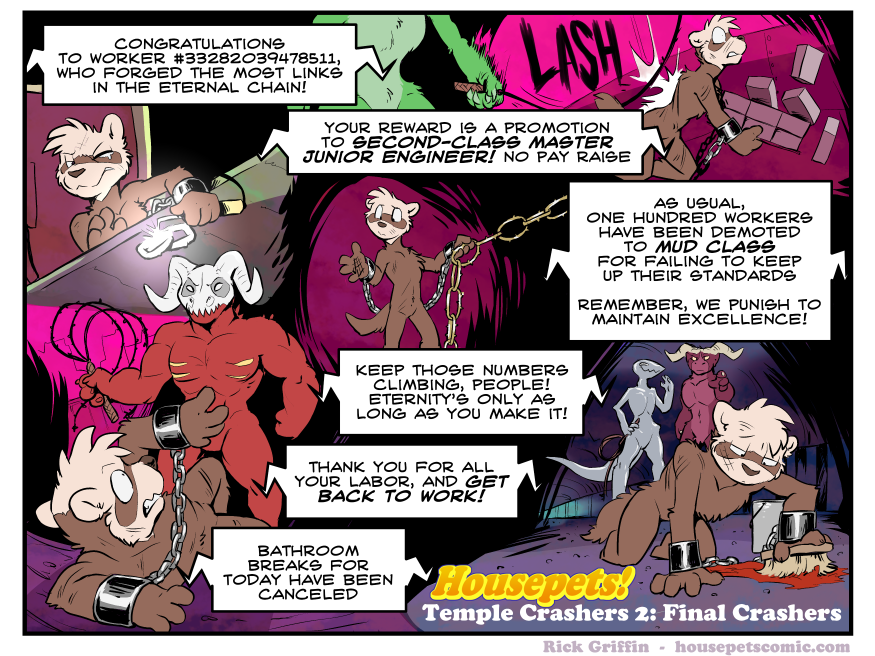 CONGRATULATIONS
TO WORKER #33282039478511,
WHO FORGED THE MOST LINKS
IN THE ETERNAL CHAIN!
LASH
YOUR REWARD IS A PROMOTION
TO SECOND-CLASS MASTER
JUNIOR ENGINEER! NO PAY RAISE
AS USUAL,
ONE HUNDRED WORKERS
HAVE BEEN DEMOTED
TO MUD CLASS
FOR FAILING TO KEEP
UP THEIR STANDARDS
REMEMBER, WE PUNISH TO
MAINTAIN EXCELLENCE!
KEEP THOSE NUMBERS
CLIMBING, PEOPLE!
ETERNITY'S ONLY AS
LONG AS YOU MAKE IT!
THANK YOU FOR ALL
YOUR LABOR, AND GET
BACK TO WORK!
BATHROOM
BREAKS FOR
TODAY HAVE BEEN
CANCELED
Housepets!
Temple Crashers 2: Final Crashers
Rick Griffin - housepetscomic.com